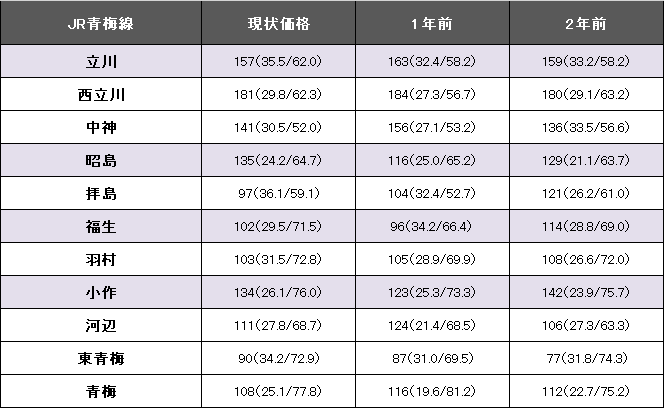 JR青梅線 現状価格 1年前 2年前
立川 157(35.5/62.0) 163(32.4/58.2) 159(33.2/58.2)
西立川 181(29.8/62.3) 184(27.3/56.7) 180(29.1/63.2)
中神 141(30.5/52.0) 156(27.1/53.2) 136(33.5/56.6)
昭島 135(24.2/64.7) 116(25.0/65.2) 129(21.1/63.7)
拝島 97(36.1/59.1) 104(32.4/52.7) 121(26.2/61.0)
福生 102(29.5/71.5) 96(34.2/66.4) 114(28.8/69.0)
羽村 103(31.5/72.8) 105(28.9/69.9) 108(26.6/72.0)
小作 134(26.1/76.0) 123(25.3/73.3) 142(23.9/75.7)
河辺 111(27.8/68.7) 124(21.4/68.5) 106(27.3/63.3)
東青梅 90(34.2/72.9) 87(31.0/69.5) 77(31.8/74.3)
青梅 108(25.1/77.8) 116(19.6/81.2) 112(22.7/75.2)